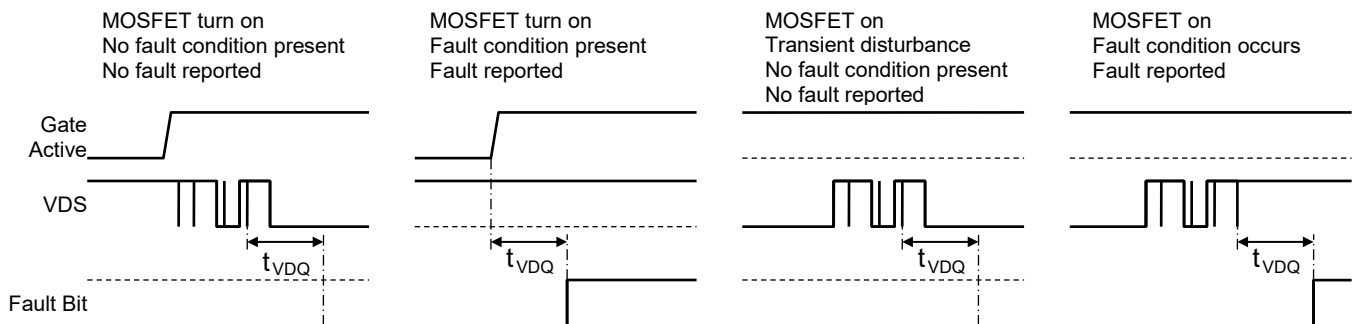 MOSFET turn on
No fault condition present
No fault reported
MOSFET turn on
Fault condition present
Fault reported
MOSFET on
Transient disturbance
No fault condition present
No fault reported
MOSFET on
Fault condition occurs
Fault reported
Gate
Active
VDS
tVDQ
tVDQ
tVDQ
tVDQ
Fault Bit